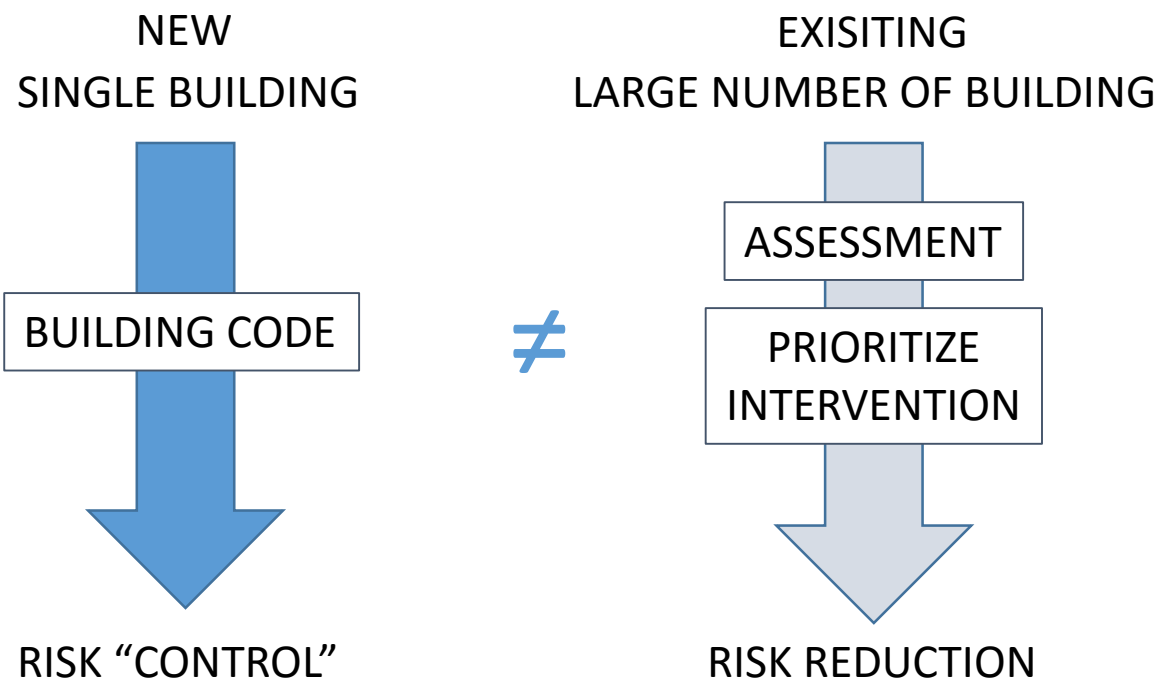 NEW
SINGLE BUILDING
BUILDING CODE
RISK “CONTROL”
≠
EXISITING
LARGE NUMBER OF BUILDING
ASSESSMENT
PRIORITIZE
INTERVENTION
RISK REDUCTION